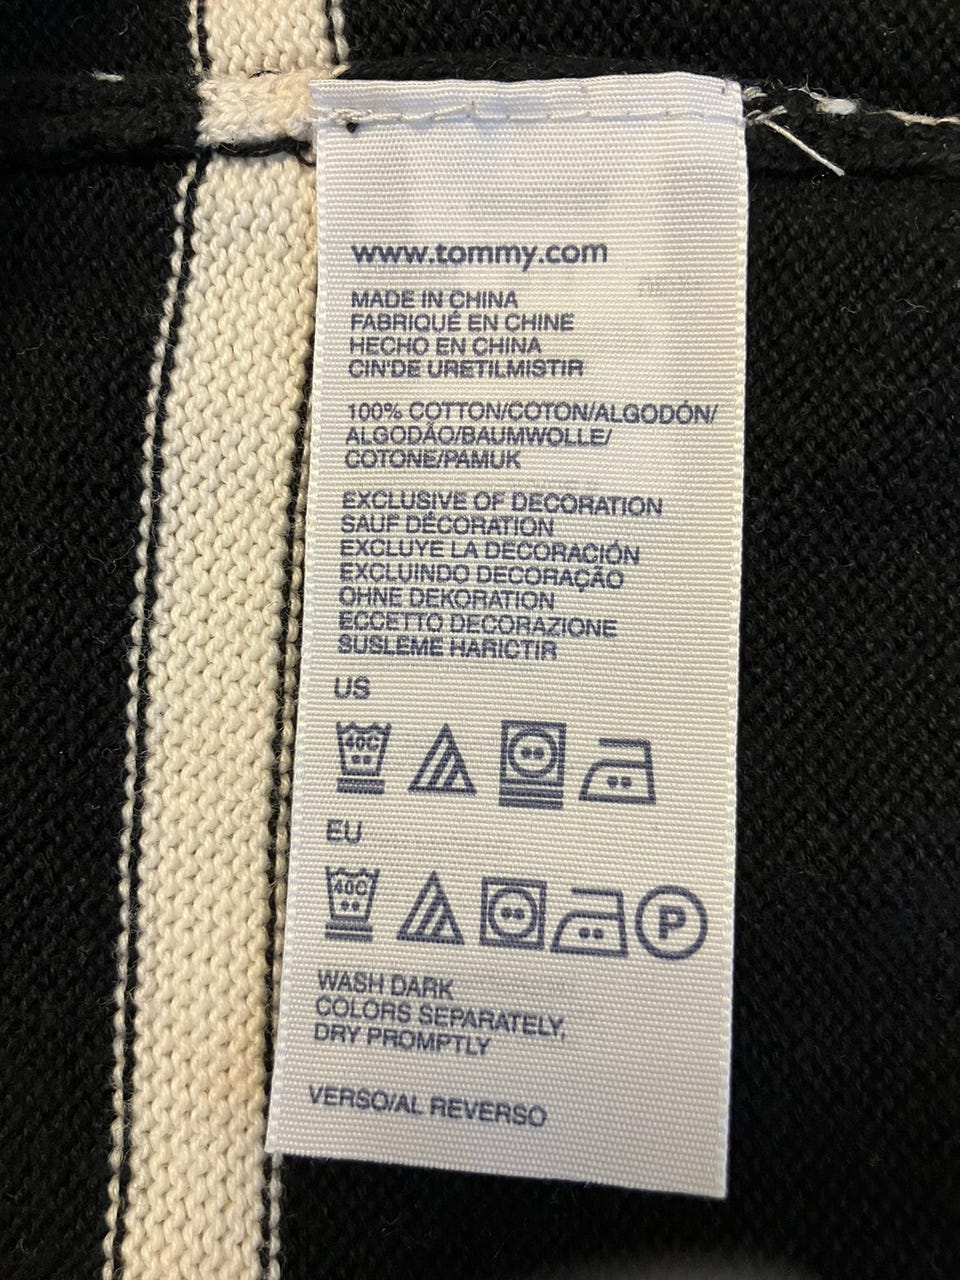 www.tommy.com
MADE IN CHINA
FABRIQUÉ EN CHINE
HECHO EN CHINA
CIN'DE URETILMISTIR
100% COTTON/COTON/ALGODÓN/
ALGODÃO/BAUMWOLLE/
COTONE/PAMUK
EXCLUSIVE OF DECORATION
SAUF DÉCORATION
EXCLUYE LA DECORACIÓN
EXCLUINDO DECORAÇÃO
OHNE DEKORATION
ECCETTO DECORAZIONE
SUSLEME HARICTIR
US
40C
EU
40C P
WASH DARK
COLORS SEPARATELY,
DRY PROMPTLY
VERSO/AL REVERSO